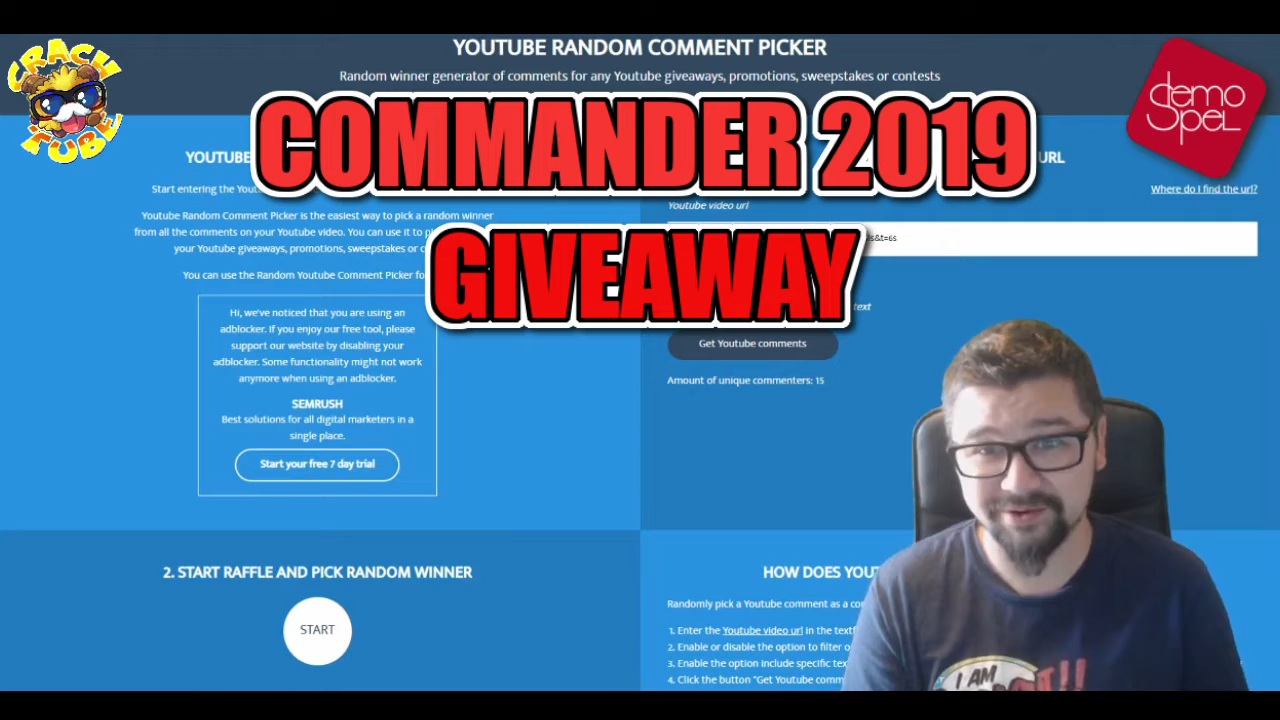 CRACH
TUBE
YOUTUBE RANDOM COMMENT PICKER
Random winner generator of comments for any Youtube giveaways, promotions, sweepstakes or contests
demo
spel
COMMANDER 2019
GIVEAWAY
YOUTUBE
Start entering the
Youtube Random Comment Picker is the easiest way to pick a random winner
from all the comments on your Youtube video. You can use it to
your Youtube giveaways, promotions, sweepstakes or
You can use the Random Youtube Comment Picker
Hi, we've noticed that you are using an
adblocker. If you enjoy our free tool, please
support our website by disabling your
adblocker. Some functionality might not work
anymore when using an adblocker.
SEMRUSH
Best solutions for all digital marketers in a
single place.
Start your free 7 day trial
URL
Where do I find the url?
Youtube video url
&t=6s
text
Get Youtube comments
Amount of unique commenters: 15
2. START RAFFLE AND PICK RANDOM WINNER
START
HOW DOES
Randomly pick a Youtube comment as a
1. Enter the Youtube video url in the
2. Enable or disable the option to filter
3. Enable the option include specific
4. Click the button "Get Youtube
I AM